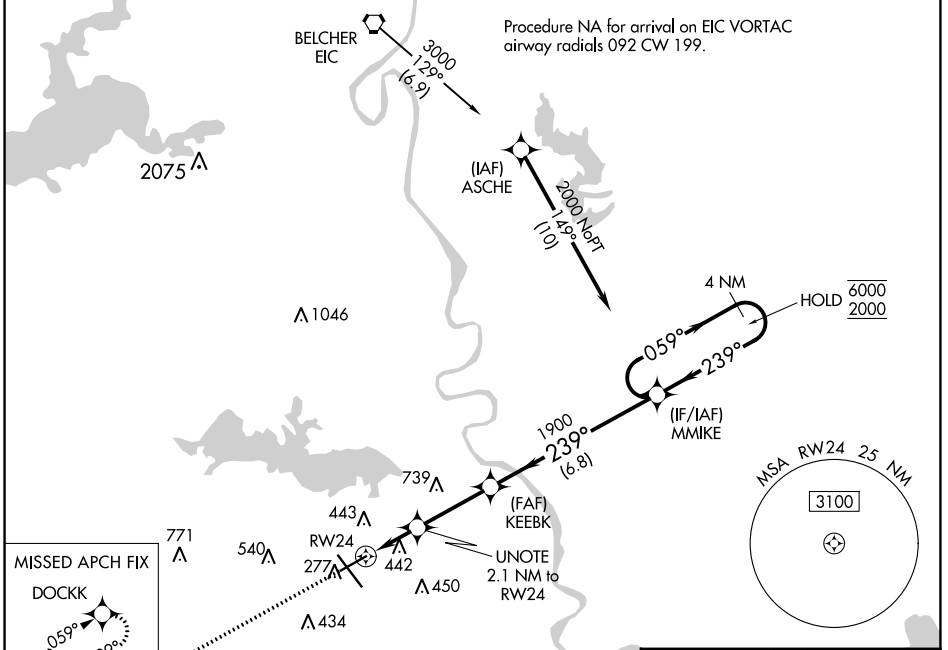 Procedure NA for arrival on EIC VORTAC
airway radials 092 CW 199.
BELCHER
EIC
3000
129°
(6.9)
2075
(IAF)
ASCHE
2000 NoPT
149°
(10)
4 NM
HOLD 6000
2000
1046
059°
239°
(IF/IAF)
MMIKE
1900
239°
(6.8)
MSA RW24 25 NM
3100
739
(FAF)
KEEBK
443
771
540
RW24
277
442
UNOTE
2.1 NM to
RW24
450
434
MISSED APCH FIX
DOCKK
059°